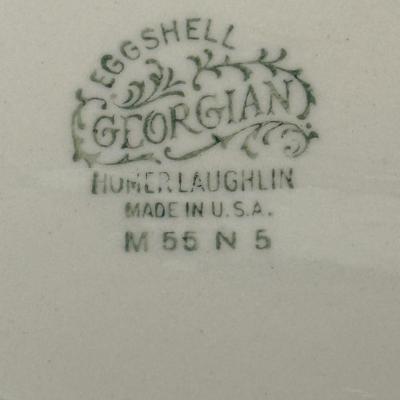 EGGSHELL
GEORGIAN
HOMER LAUGHLIN
MADE IN U.S.A.
M 55 N 5